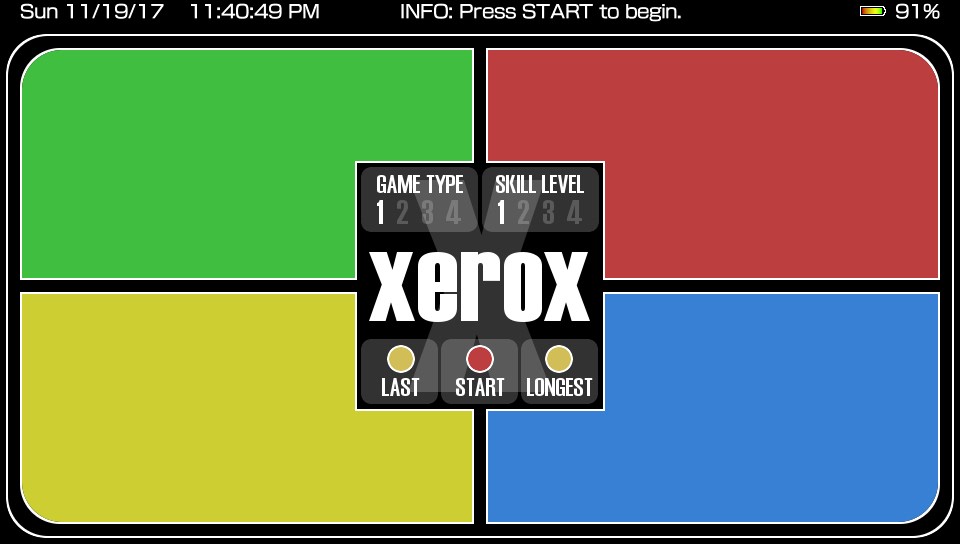 Sun 11/19/17 11:40:49 PM INFO: Press START to begin. 91%
GAME TYPE SKILL LEVEL
1 2 3 4 1 2 3 4
xerox
LAST START LONGEST